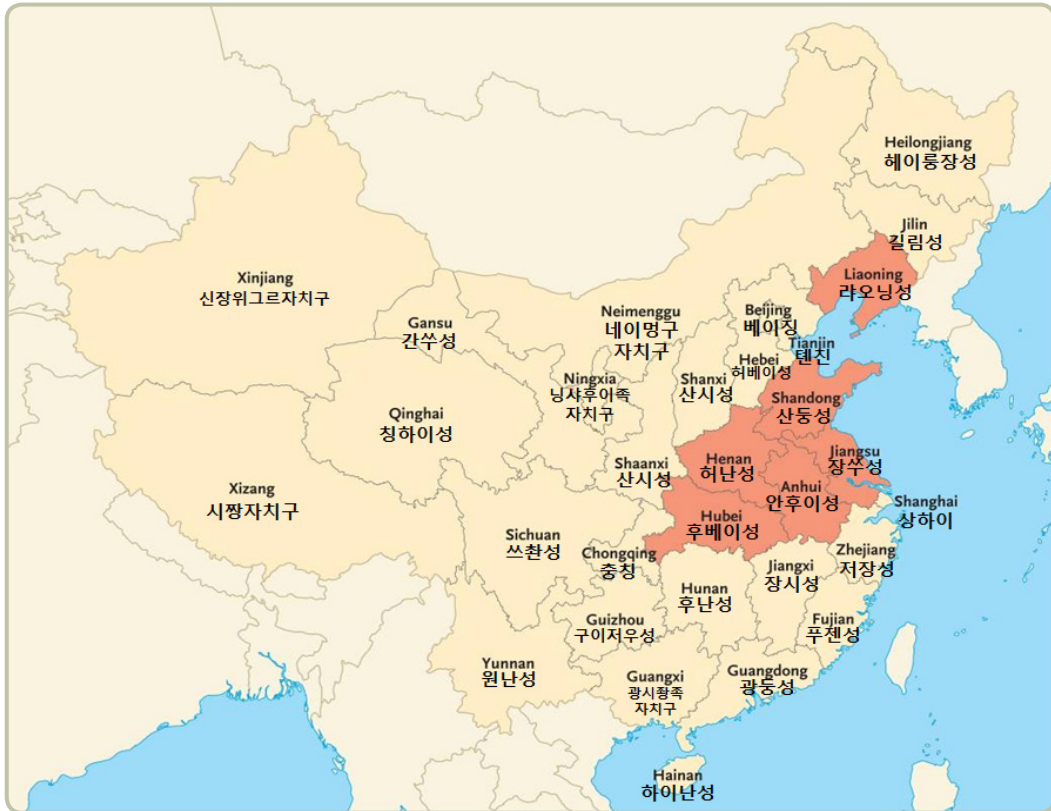 Heilongjiang
헤이룽장성
Jilin
길림성
Liaoning
랴오닝성
Xinjiang
신장위그르자치구
Gansu
간쑤성
Neimenggu
네이멍구
자치구
Beijing
베이징
Tianjin
톈친
Hebei
허베이성
Ningxia
닝샤후이족
자치구
Shanxi
산시성
Shandong
산둥성
Qinghai
칭하이성
Shaanxi
산시성
Henan
허난성
Jiangsu
장쑤성
Xizang
시짱자치구
Anhui
안후이성
Shanghai
상하이
Hubei
후베이성
Sichuan
쓰촨성
Chongqing
충칭
Zhejiang
저장성
Jiangxi
장시성
Hunan
후난성
Guizhou
구이저우성
Fujian
푸젠성
Yunnan
윈난성
Guangxi
광시좡족
자치구
Guangdong
광둥성
Hainan
하이난성